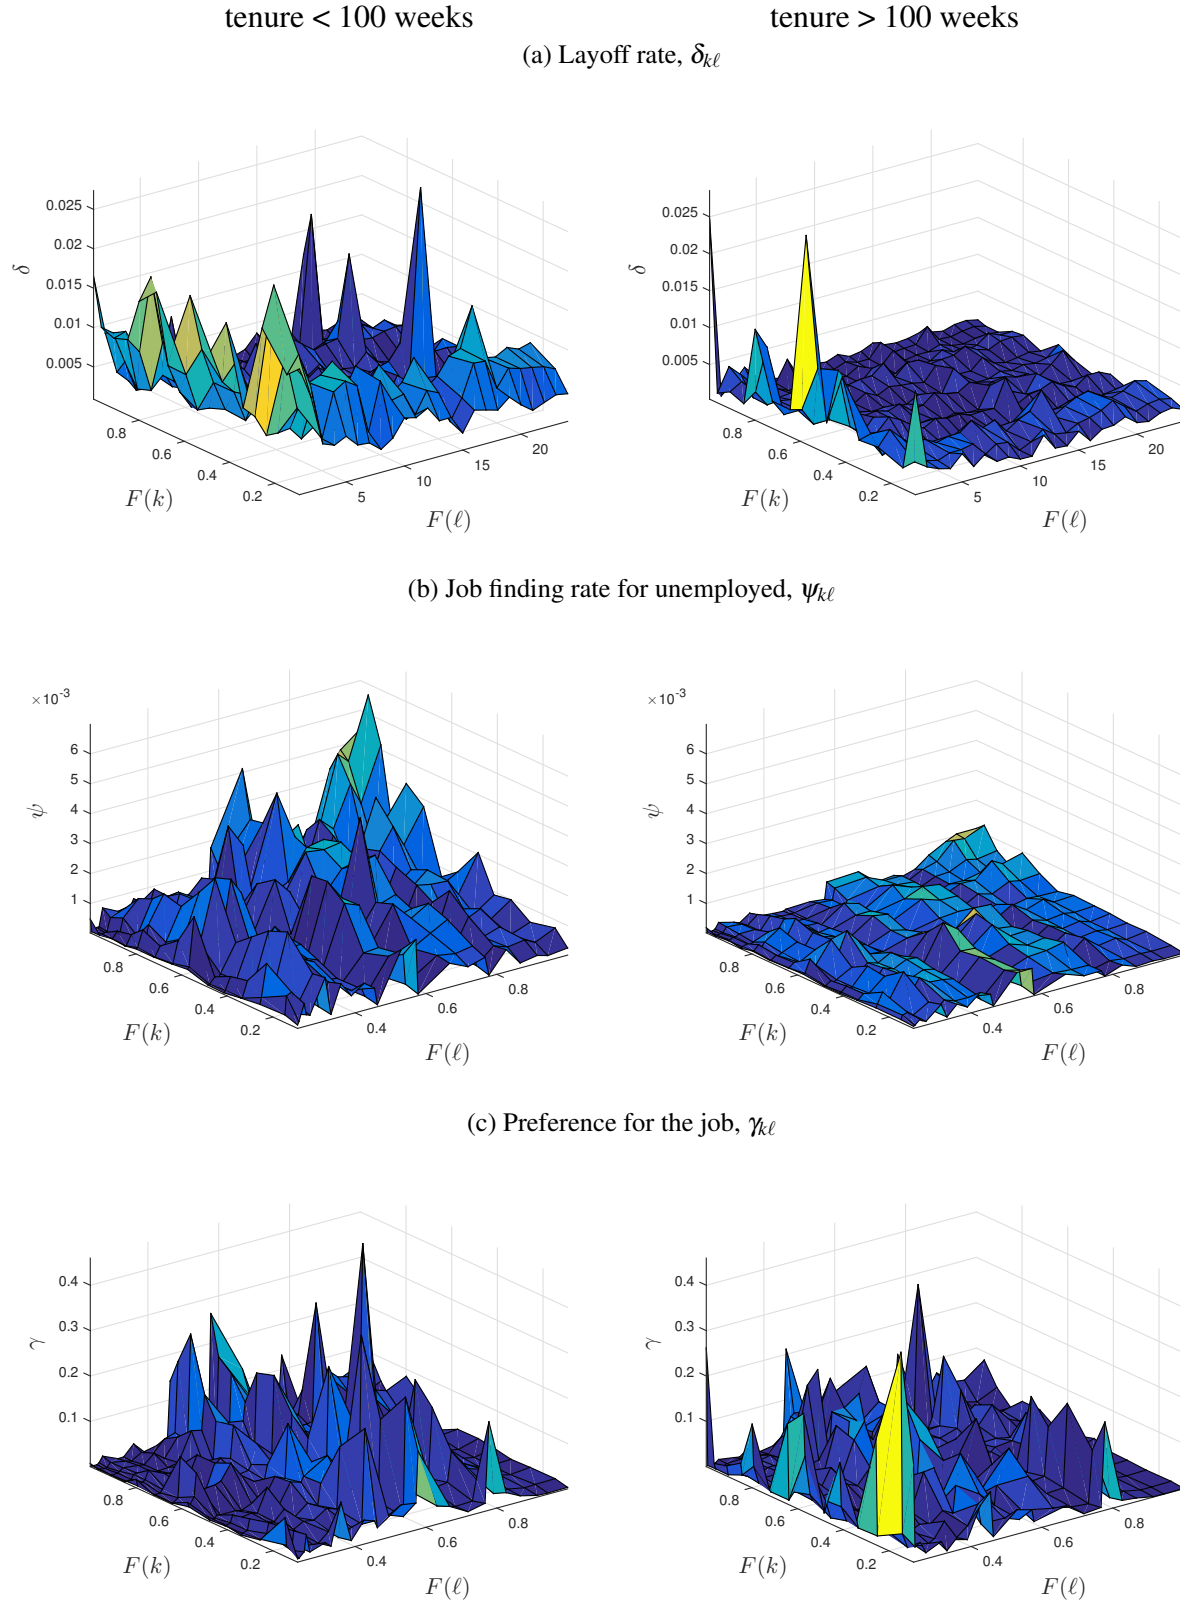 tenure < 100 weeks tenure > 100 weeks
(a) Layoff rate, δkℓ
0.025 0.02 0.015 0.01 0.005
δ
0.8 0.6 0.4 0.2
F(k)
5 10 15 20
F(ℓ)
0.025 0.02 0.015 0.01 0.005
δ
0.8 0.6 0.4 0.2
F(k)
5 10 15 20
F(ℓ)
(b) Job finding rate for unemployed, ψkℓ
×10-3
6 5 4 3 2 1
ψ
0.8 0.6 0.4 0.2
F(k)
0.4 0.6 0.8
F(ℓ)
×10-3
6 5 4 3 2 1
ψ
0.8 0.6 0.4 0.2
F(k)
0.4 0.6 0.8
F(ℓ)
(c) Preference for the job, γkℓ
0.4 0.3 0.2 0.1
γ
0.8 0.6 0.4 0.2
F(k)
0.4 0.6 0.8
F(ℓ)
0.4 0.3 0.2 0.1
γ
0.8 0.6 0.4 0.2
F(k)
0.4 0.6 0.8
F(ℓ)